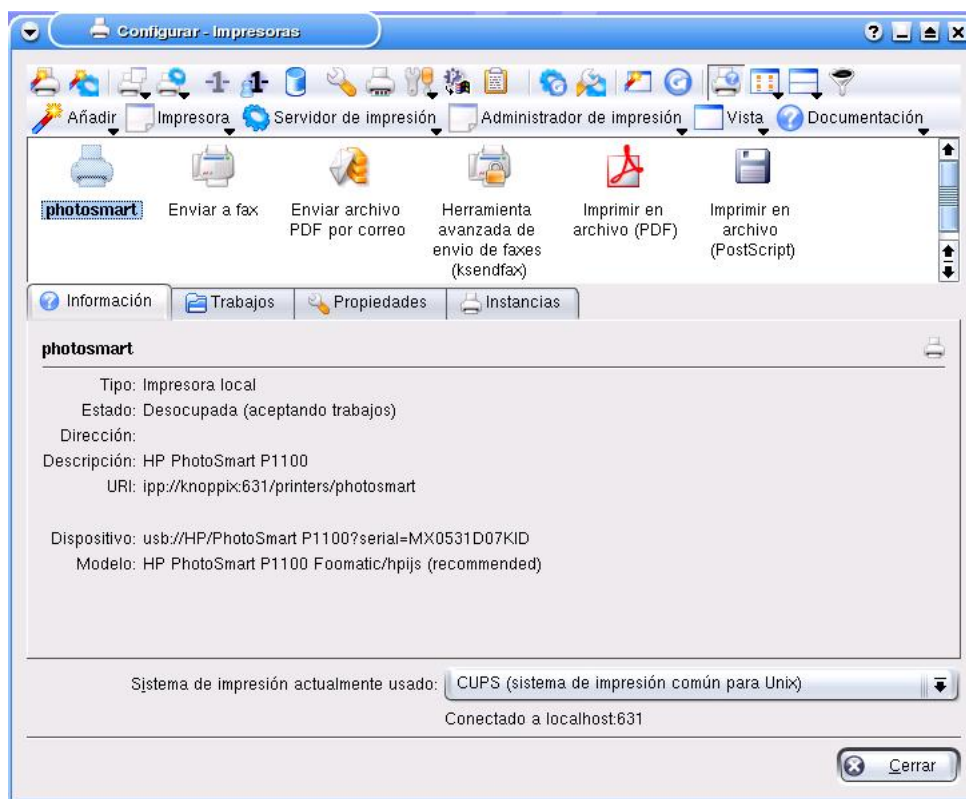 Configurar - Impresoras
Añadir Impresora Servidor de impresión Administrador de impresión Vista Documentación
photosmart
Enviar a fax
Enviar archivo
PDF por correo
Herramienta
avanzada de
envio de faxes
(ksendfax)
Imprimir en
archivo (PDF)
Imprimir en
archivo
(PostScript)
Información Trabajos Propiedades Instancias
photosmart
Tipo: Impresora local
Estado: Desocupada (aceptando trabajos)
Dirección:
Descripción: HP PhotoSmart P1100
URI: ipp://knoppix:631/printers/photosmart
Dispositivo: usb://HP/PhotoSmart P1100?serial=MX0531D07KID
Modelo: HP PhotoSmart P1100 Foomatic/hpijs (recommended)
Sistema de impresión actualmente usado: CUPS (sistema de impresión común para Unix)
Conectado a localhost:631
Cerrar